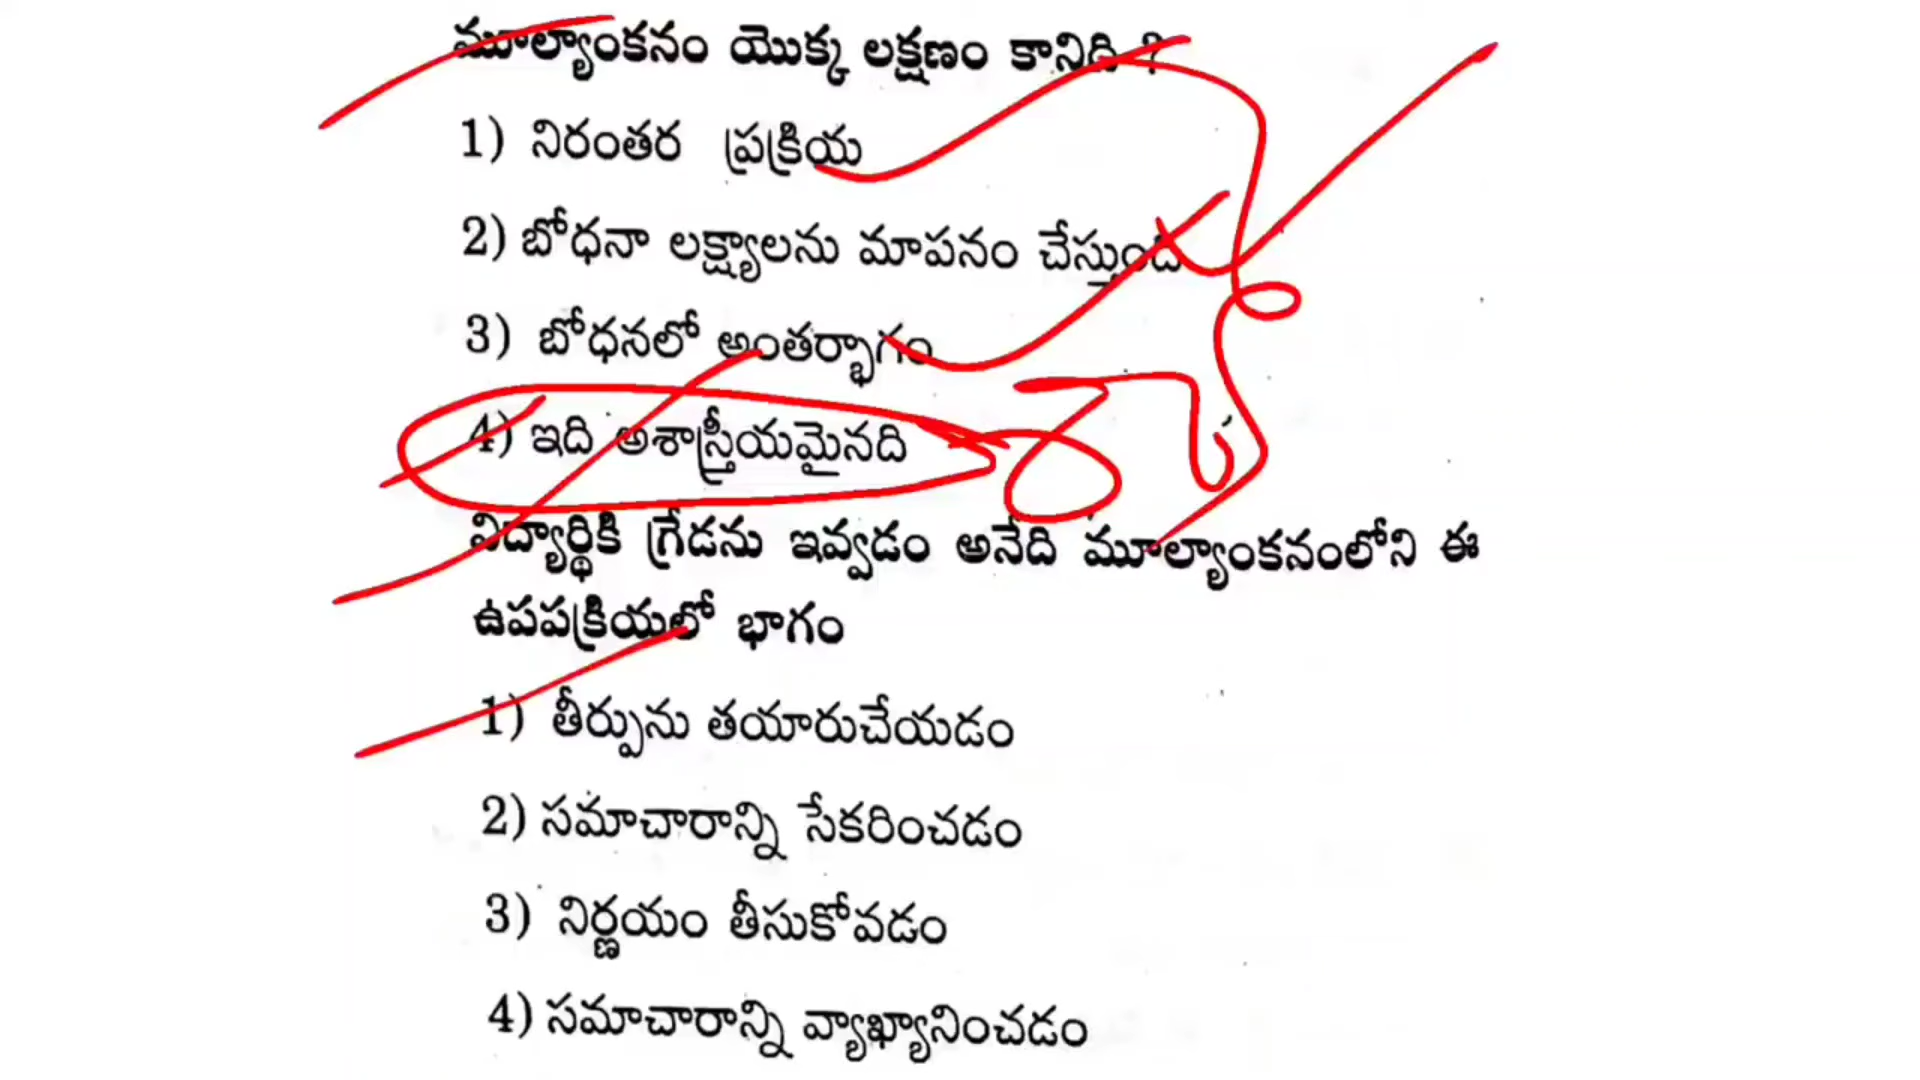 మూల్యాంకనం యొక్క లక్షణం కానిది ?
1) నిరంతర ప్రక్రియ
2) బోధనా లక్ష్యాలను మాపనం చేస్తుంది
3) బోధనలో అంతర్భాగం
4) ఇది అశాస్త్రీయమైనది
విద్యార్థికి గ్రేడను ఇవ్వడం అనేది మూల్యాంకనంలోని ఈ
ఉపపక్రియలో భాగం
1) తీర్పును తయారుచేయడం
2) సమాచారాన్ని సేకరించడం
3) నిర్ణయం తీసుకోవడం
4) సమాచారాన్ని వ్యాఖ్యానించడం